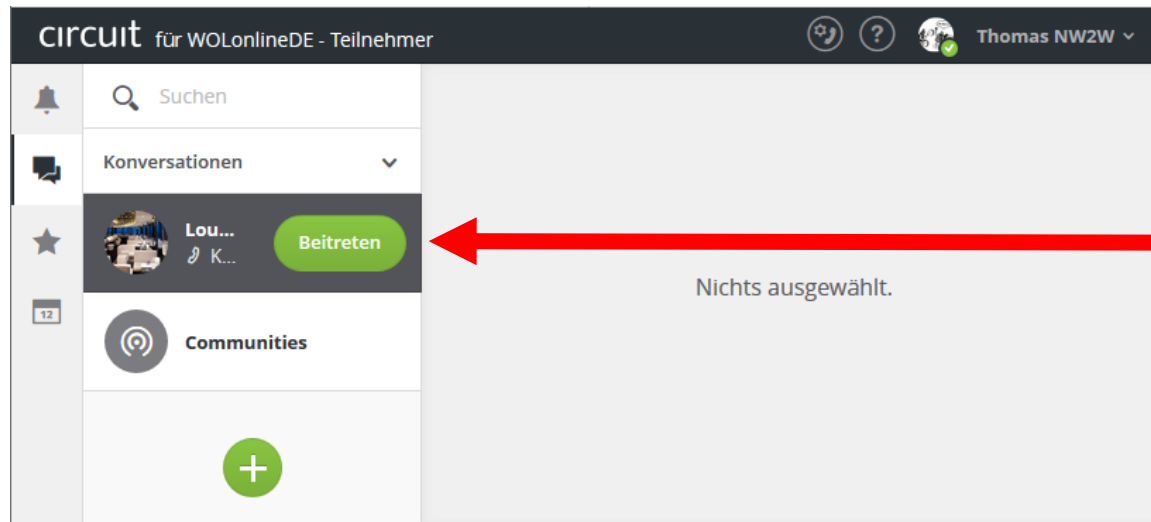 circuit für WOLonlineDE - Teilnehmer
? Thomas NW2W
Suchen
Konversationen
Lou...
K...
Beitreten
12
Nichts ausgewählt.
Communities